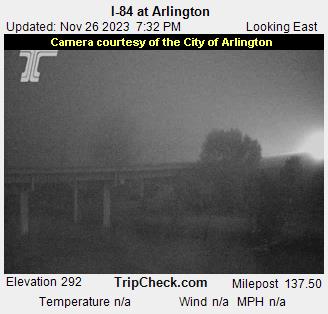 I-84 at Arlington
Updated: Nov 26 2023 7:32 PM Looking East
Camera courtesy of the City of Arlington
Elevation 292 TripCheck.com Milepost 137.50
Temperature n/a Wind n/a MPH n/a